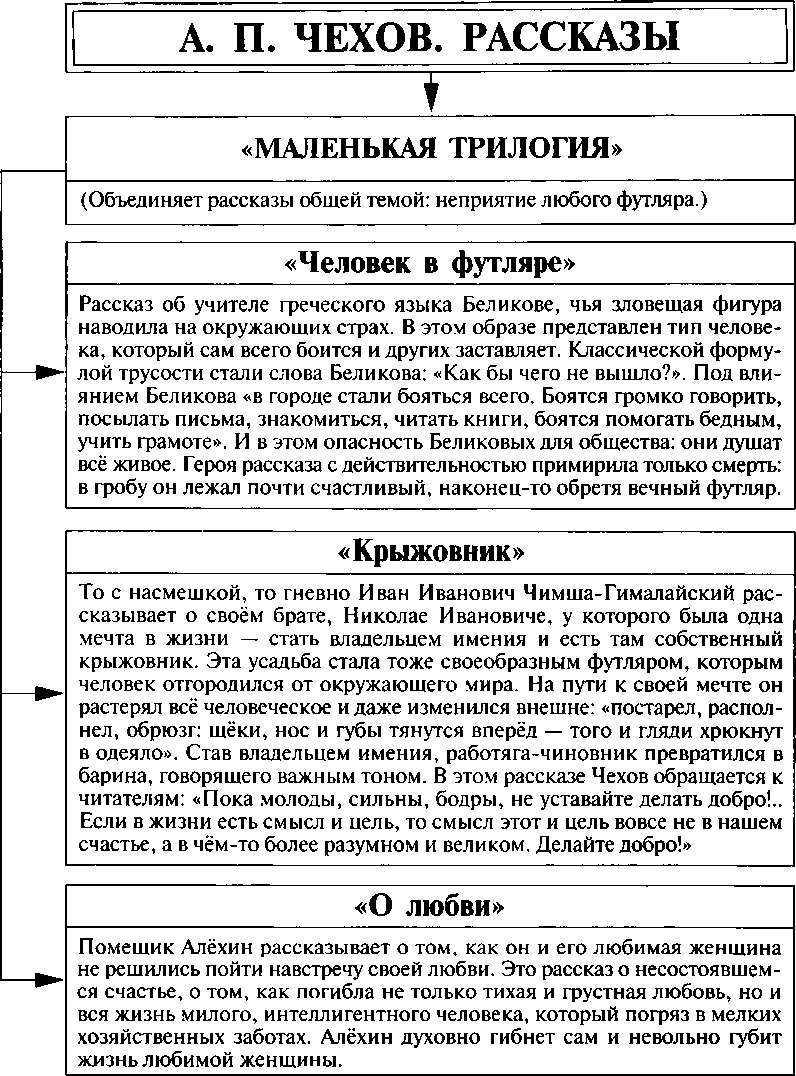 А. П. ЧЕХОВ. РАССКАЗЫ
«МАЛЕНЬКАЯ ТРИЛОГИЯ»
(Объединяет рассказы общей темой: неприятие любого футляра.)
«Человек в футляре»
Рассказ об учителе греческого языка Беликове, чья зловещая фигура
наводила на окружающих страх. В этом образе представлен тип челове-
ка, который сам всего боится и других заставляет. Классической форму-
лой трусости стали слова Беликова: «Как бы чего не вышло?». Под вли-
янием Беликова «в городе стали бояться всего. Боятся громко говорить,
посылать письма, знакомиться, читать книги, боятся помогать бедным,
учить грамоте». И в этом опасность Беликовых для общества: они душат
всё живое. Героя рассказа с действительностью примирила только смерть:
в гробу он лежал почти счастливый, наконец-то обретя вечный футляр.
«Крыжовник»
То с насмешкой, то гневно Иван Иванович Чимша-Гималайский рас-
сказывает о своём брате, Николае Ивановиче, у которого была одна
мечта в жизни — стать владельцем имения и есть там собственный
крыжовник. Эта усадьба стала тоже своеобразным футляром, которым
человек отгородился от окружающего мира. На пути к своей мечте он
растерял всё человеческое и даже изменился внешне: «постарел, распол-
нел, обрюзг: щёки, нос и губы тянутся вперёд — того и гляди хрюкнут
в одеяло». Став владельцем имения, работяга-чиновник превратился в
барина, говорящего важным тоном. В этом рассказе Чехов обращается к
читателям: «Пока молоды, сильны, бодры, не уставайте делать добро!..
Если в жизни есть смысл и цель, то смысл этот и цель вовсе не в нашем
счастье, а в чём-то более разумном и великом. Делайте добро!»
«О любви»
Помещик Алёхин рассказывает о том, как он и его любимая женщина
не решились пойти навстречу своей любви. Это рассказ о несостоявшем-
ся счастье, о том, как погибла не только тихая и грустная любовь, но и
вся жизнь милого, интеллигентного человека, который погряз в мелких
хозяйственных заботах. Алёхин духовно гибнет сам и невольно губит
жизнь любимой женщины.